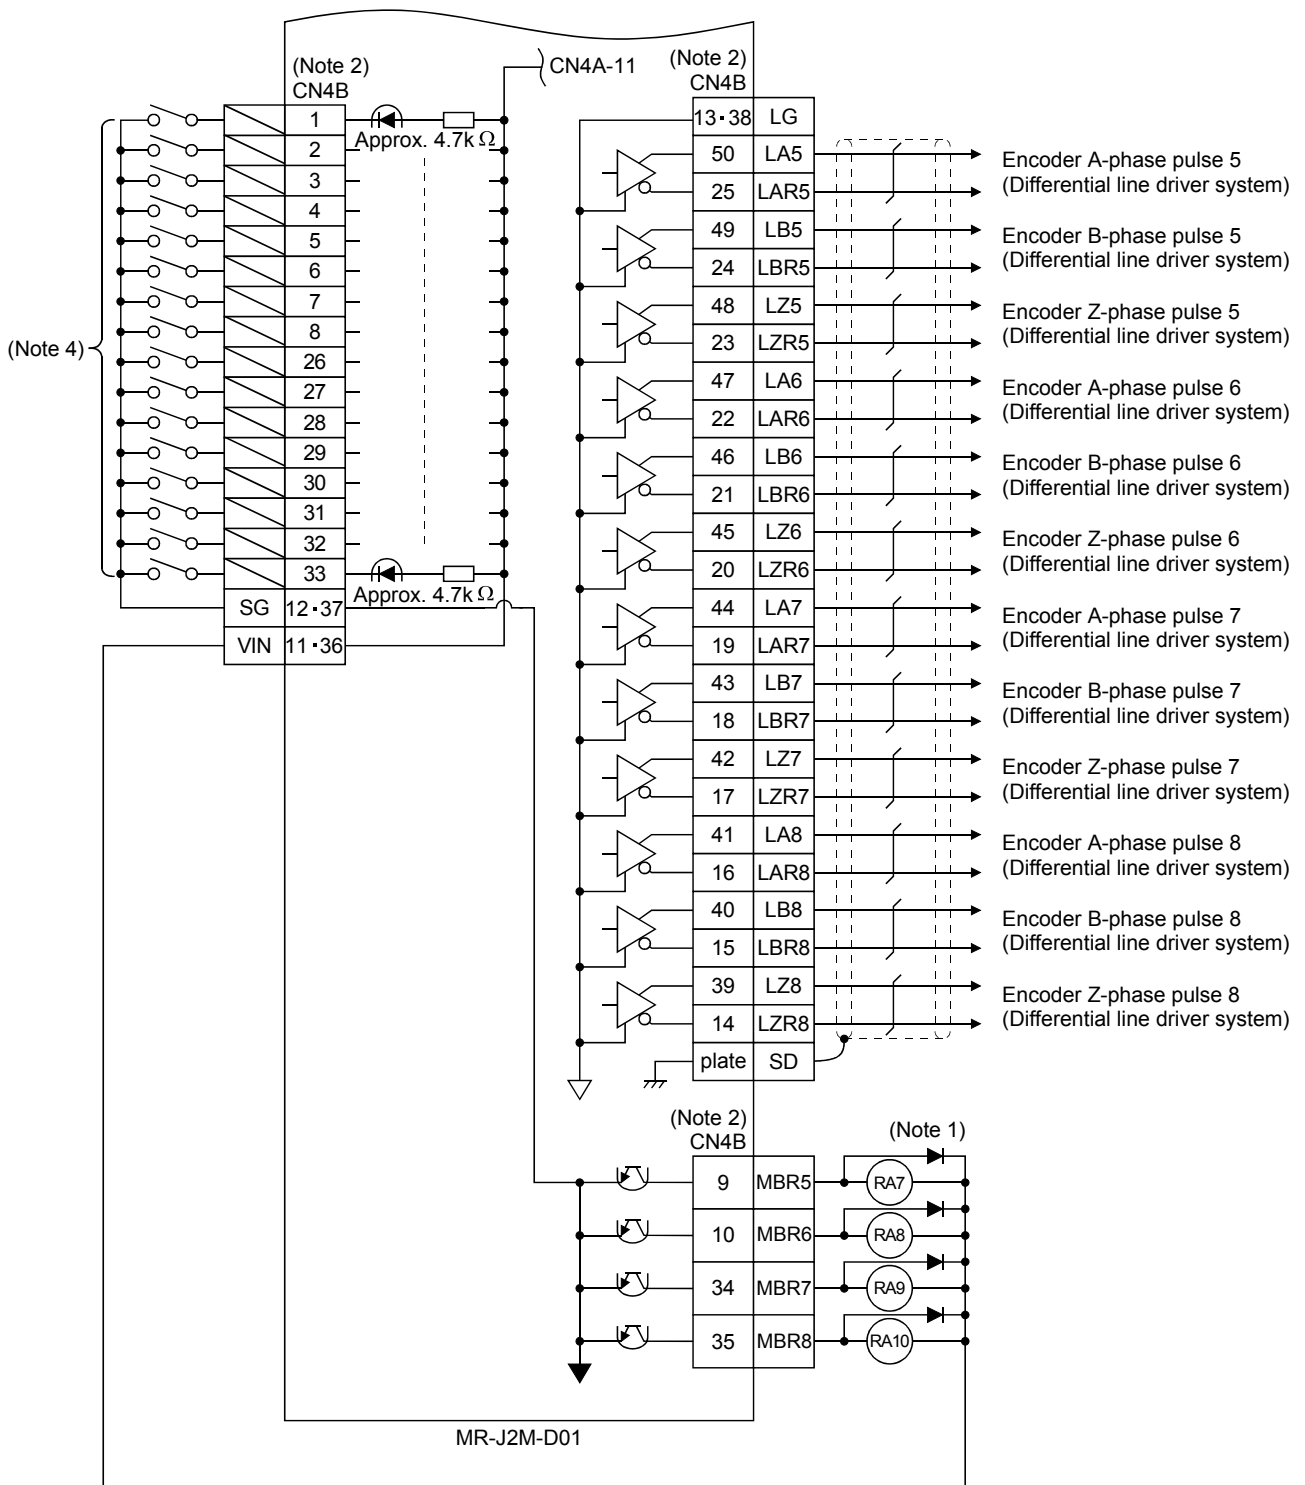 (Note 2)
CN4B
CN4A-11
(Note 2)
CN4B
1
Approx. 4.7k Ω
2
3
4
5
6
7
8
26
27
28
29
30
31
32
33
Approx. 4.7k Ω
(Note 4)
SG 12·37
VIN 11·36
13·38 LG
50 LA5
25 LAR5
Encoder A-phase pulse 5
(Differential line driver system)
49 LB5
24 LBR5
Encoder B-phase pulse 5
(Differential line driver system)
48 LZ5
23 LZR5
Encoder Z-phase pulse 5
(Differential line driver system)
47 LA6
22 LAR6
Encoder A-phase pulse 6
(Differential line driver system)
46 LB6
21 LBR6
Encoder B-phase pulse 6
(Differential line driver system)
45 LZ6
20 LZR6
Encoder Z-phase pulse 6
(Differential line driver system)
44 LA7
19 LAR7
Encoder A-phase pulse 7
(Differential line driver system)
43 LB7
18 LBR7
Encoder B-phase pulse 7
(Differential line driver system)
42 LZ7
17 LZR7
Encoder Z-phase pulse 7
(Differential line driver system)
41 LA8
16 LAR8
Encoder A-phase pulse 8
(Differential line driver system)
40 LB8
15 LBR8
Encoder B-phase pulse 8
(Differential line driver system)
39 LZ8
14 LZR8
Encoder Z-phase pulse 8
(Differential line driver system)
plate SD
(Note 2)
CN4B
(Note 1)
9 MBR5 RA7
10 MBR6 RA8
34 MBR7 RA9
35 MBR8 RA10
MR-J2M-D01